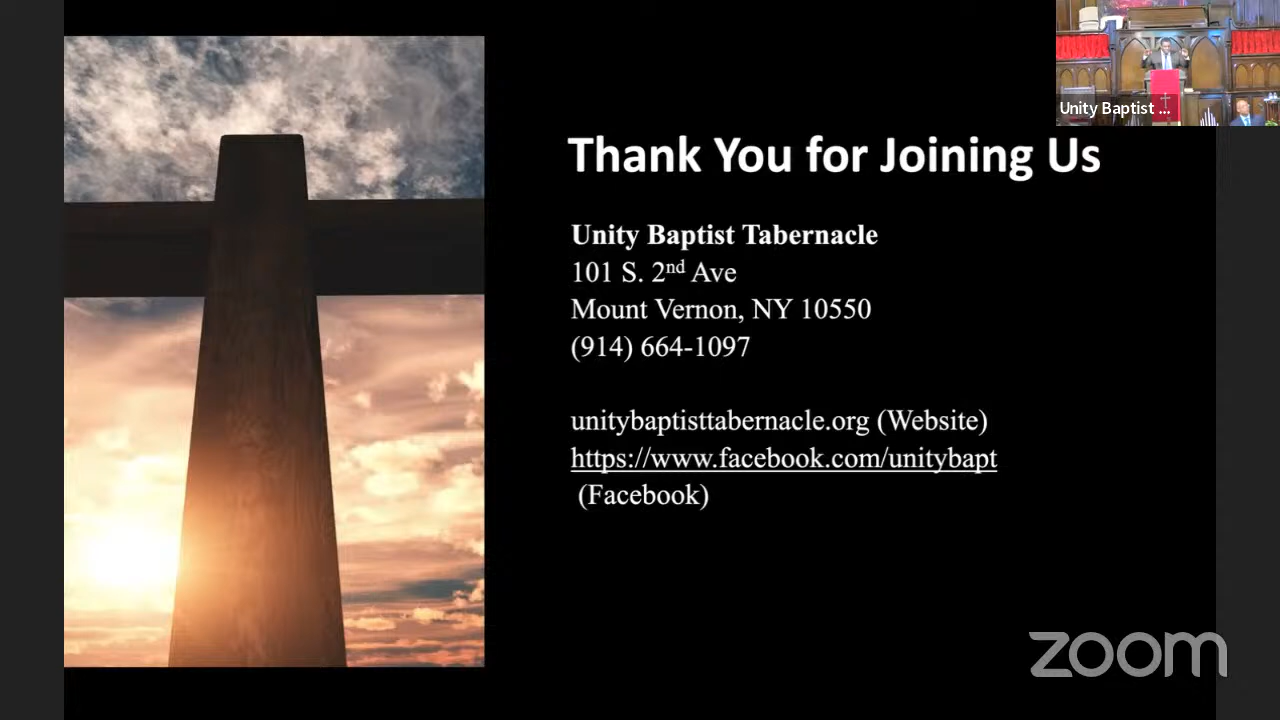 Unity Baptist ...
Thank You for Joining Us
Unity Baptist Tabernacle
101 S. 2nd Ave
Mount Vernon, NY 10550
(914) 664-1097
unitybaptisttabernacle.org (Website)
https://www.facebook.com/unitybapt
(Facebook)
zoom